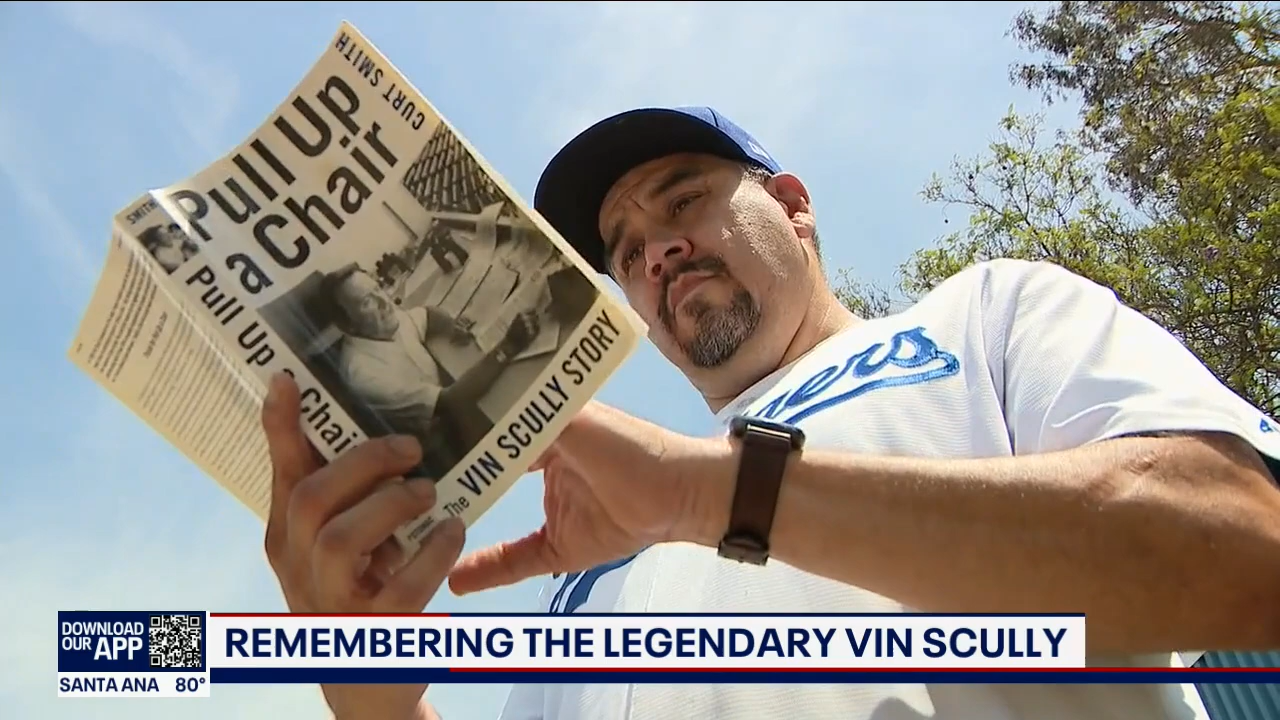 CURT SMITH
Pull Up
a Chair
SMITH
Pull Up a Chair
The VIN SCULLY STORY
DOWNLOAD
OUR APP
REMEMBERING THE LEGENDARY VIN SCULLY
SANTA ANA 80°